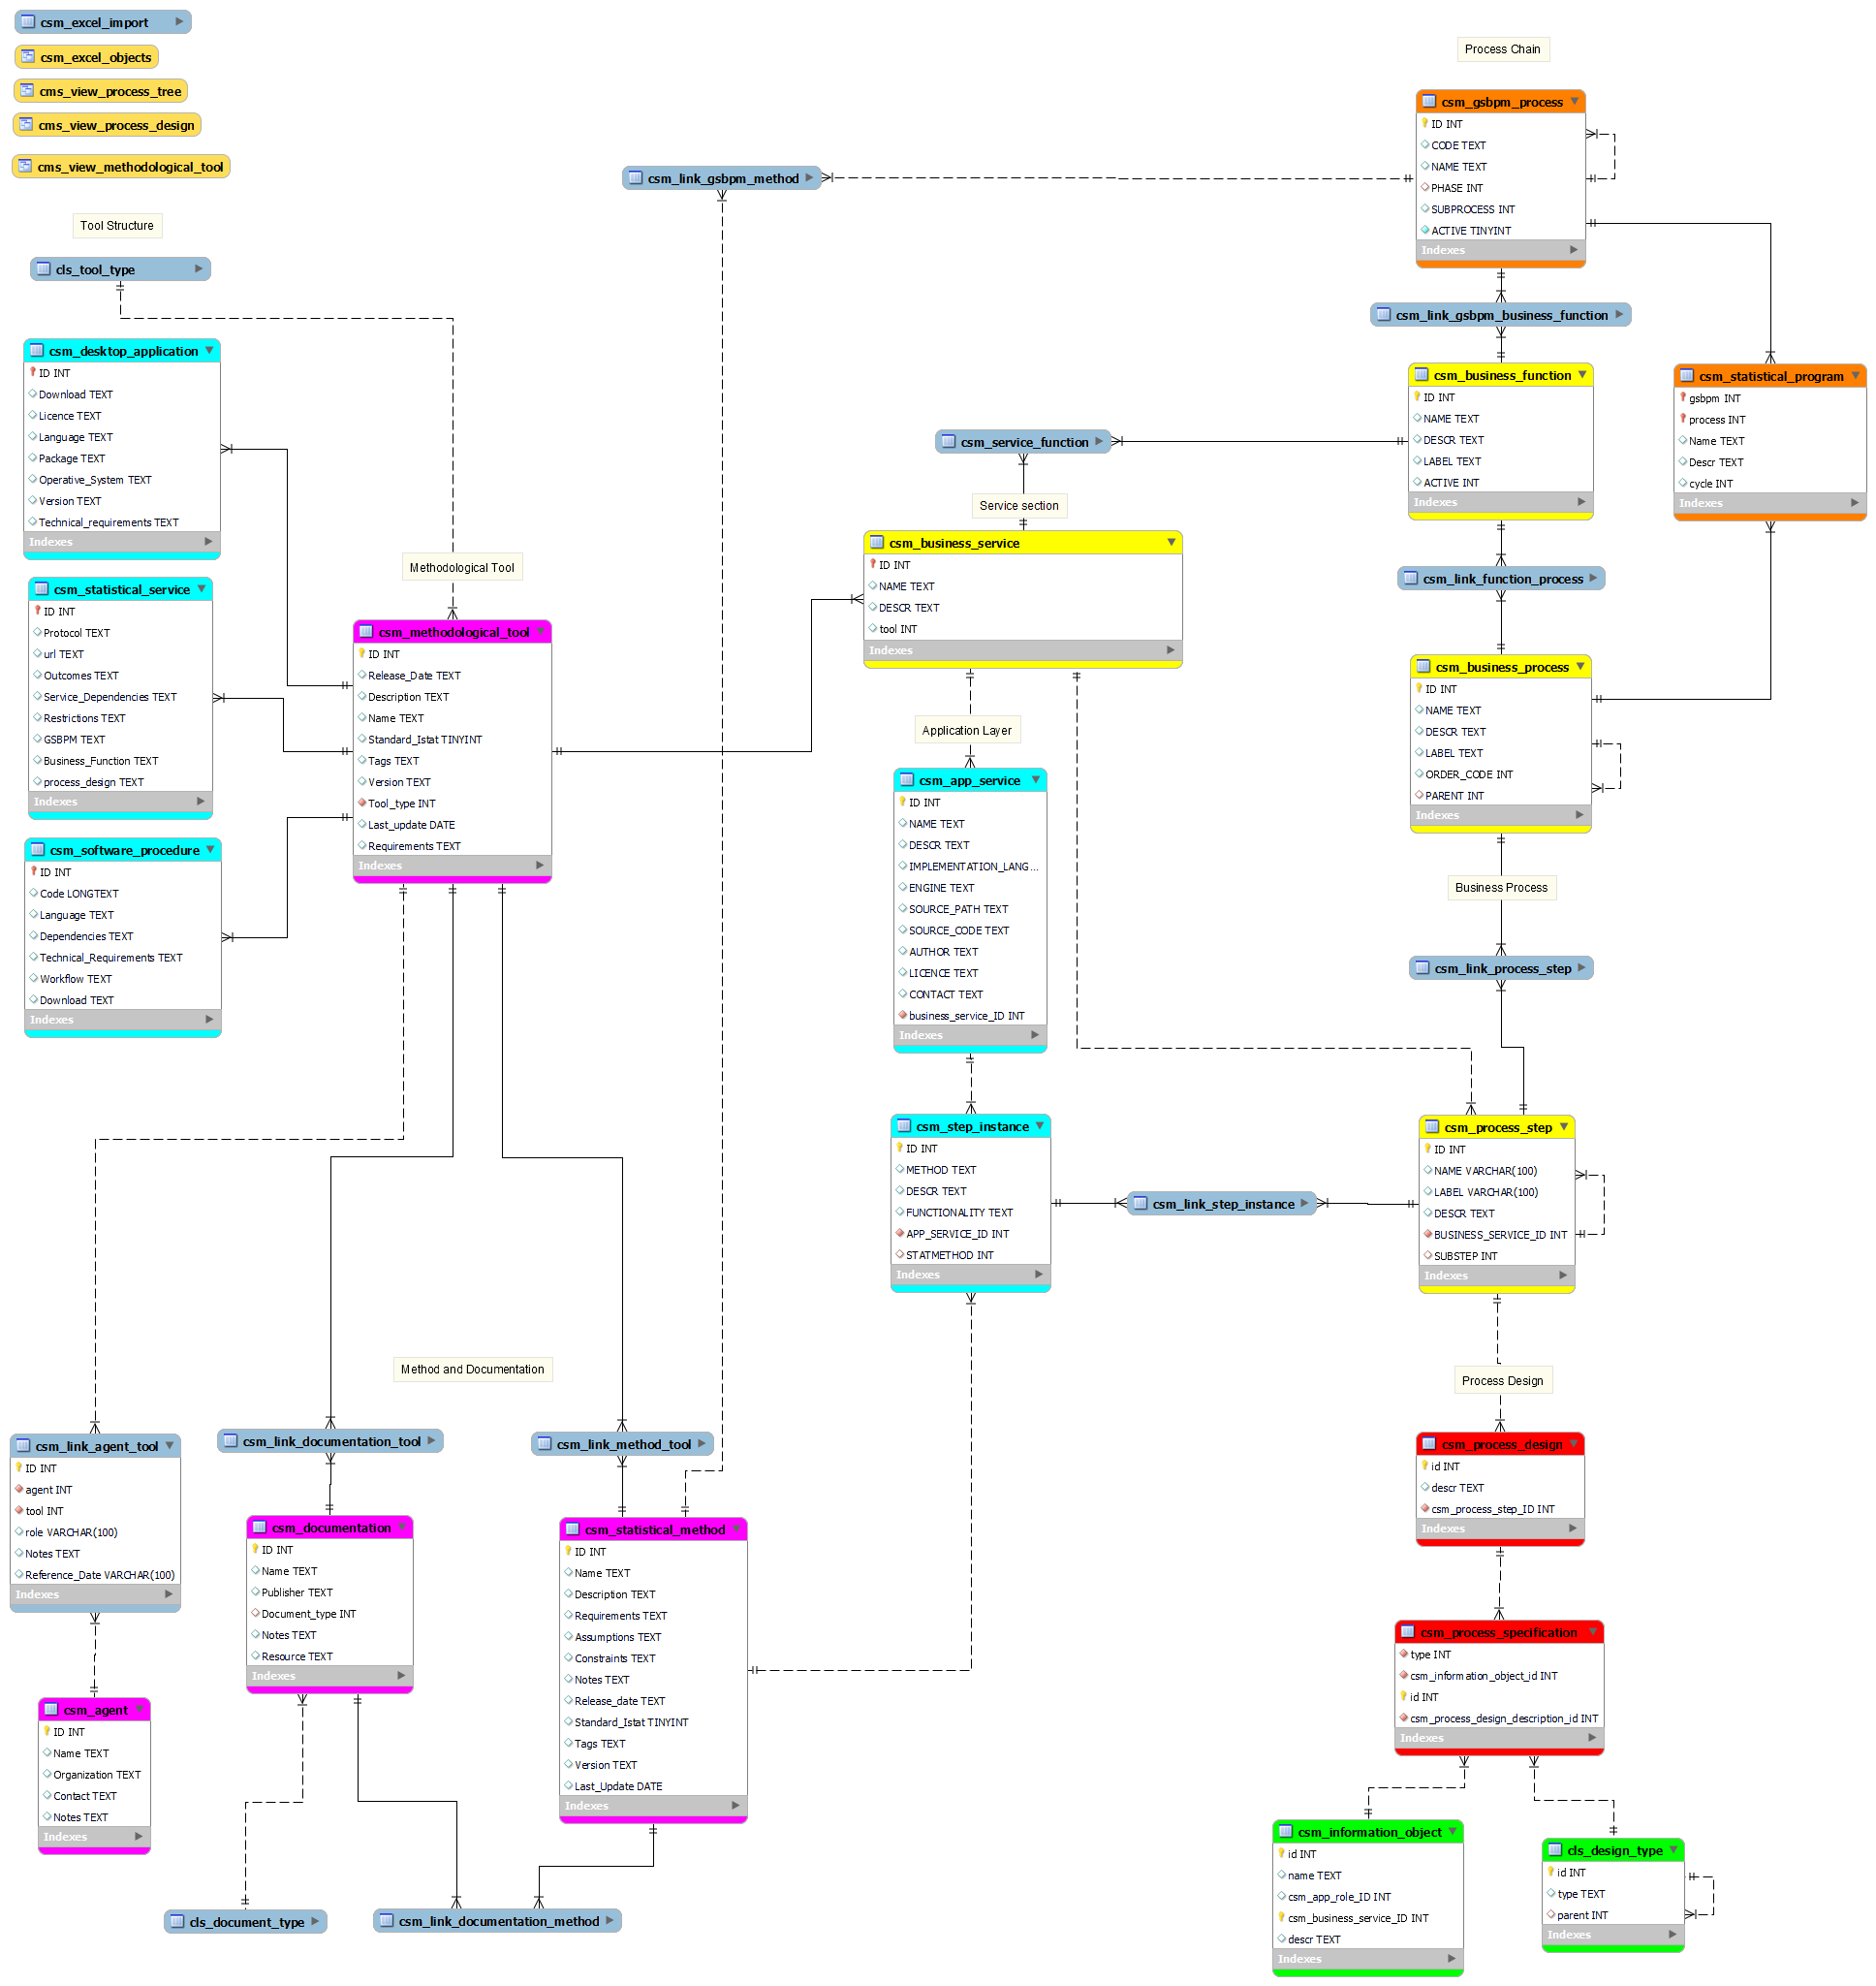 csm_excel_import
csm_excel_objects
cms_view_process_tree
cms_view_process_design
cms_view_methodological_tool
Tool Structure
cls_tool_type
csm_desktop_application
ID INT
Download TEXT
Licence TEXT
Language TEXT
Package TEXT
Operative_System TEXT
Version TEXT
Technical_requirements TEXT
Indexes
csm_statistical_service
ID INT
Protocol TEXT
url TEXT
Outcomes TEXT
Service_Dependencies TEXT
Restrictions TEXT
GSBPM TEXT
Business_Function TEXT
process_design TEXT
Indexes
csm_software_procedure
ID INT
Code LONGTEXT
Language TEXT
Dependencies TEXT
Technical_Requirements TEXT
Workflow TEXT
Download TEXT
Indexes
Methodological Tool
csm_methodological_tool
ID INT
Release_Date TEXT
Description TEXT
Name TEXT
Standard_Istat TINYINT
Tags TEXT
Version TEXT
Tool_type INT
Last_update DATE
Requirements TEXT
Indexes
Method and Documentation
csm_link_agent_tool
ID INT
agent INT
tool INT
role VARCHAR(100)
Notes TEXT
Reference_Date VARCHAR(100)
Indexes
csm_agent
ID INT
Name TEXT
Organization TEXT
Contact TEXT
Notes TEXT
Indexes
csm_link_documentation_tool
csm_documentation
ID INT
Name TEXT
Publisher TEXT
Document_type INT
Notes TEXT
Resource TEXT
Indexes
cls_document_type
csm_link_documentation_method
csm_link_method_tool
csm_statistical_method
ID INT
Name TEXT
Description TEXT
Requirements TEXT
Assumptions TEXT
Constraints TEXT
Notes TEXT
Release_date TEXT
Standard_Istat TINYINT
Tags TEXT
Version TEXT
Last_Update DATE
Indexes
csm_link_gsbpm_method
csm_service_function
Service section
csm_business_service
ID INT
NAME TEXT
DESCR TEXT
tool INT
Indexes
Application Layer
csm_app_service
ID INT
NAME TEXT
DESCR TEXT
IMPLEMENTATION_LANG...
ENGINE TEXT
SOURCE_PATH TEXT
SOURCE_CODE TEXT
AUTHOR TEXT
LICENCE TEXT
CONTACT TEXT
business_service_ID INT
Indexes
csm_step_instance
ID INT
METHOD TEXT
DESCR TEXT
FUNCTIONALITY TEXT
APP_SERVICE_ID INT
STATMETHOD INT
Indexes
csm_link_step_instance
Process Chain
csm_gsbpm_process
ID INT
CODE TEXT
NAME TEXT
PHASE INT
SUBPROCESS INT
ACTIVE TINYINT
Indexes
csm_link_gsbpm_business_function
csm_business_function
ID INT
NAME TEXT
DESCR TEXT
LABEL TEXT
ACTIVE INT
Indexes
csm_statistical_program
gsbpm INT
process INT
Name TEXT
Descr TEXT
cycle INT
Indexes
csm_link_function_process
csm_business_process
ID INT
NAME TEXT
DESCR TEXT
LABEL TEXT
ORDER_CODE INT
PARENT INT
Indexes
Business Process
csm_link_process_step
csm_process_step
ID INT
NAME VARCHAR(100)
LABEL VARCHAR(100)
DESCR TEXT
BUSINESS_SERVICE_ID INT
SUBSTEP INT
Indexes
Process Design
csm_process_design
id INT
descr TEXT
csm_process_step_ID INT
Indexes
csm_process_specification
type INT
csm_information_object_id INT
id INT
csm_process_design_description_id INT
Indexes
csm_information_object
id INT
name TEXT
csm_app_role_ID INT
csm_business_service_ID INT
descr TEXT
Indexes
cls_design_type
id INT
type TEXT
parent INT
Indexes